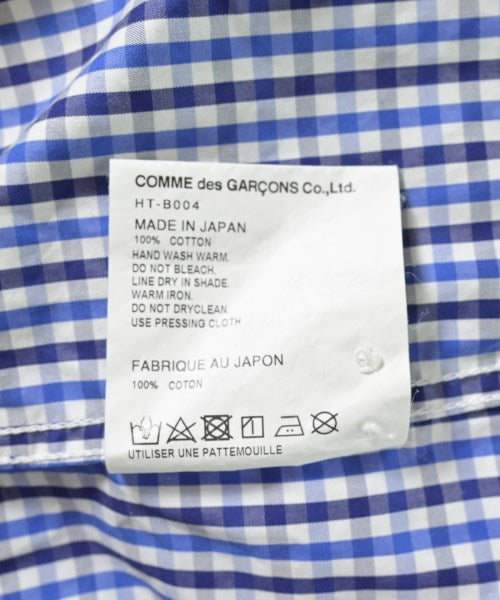 COMME des GARÇONS Co.,Ltd.
HT-B004
MADE IN JAPAN
100% COTTON
HAND WASH WARM.
DO NOT BLEACH.
LINE DRY IN SHADE.
WARM IRON.
DO NOT DRYCLEAN
USE PRESSING CLOTH
FABRIQUE AU JAPON
100% COTON
UTILISER UNE PATTEMOUILLE